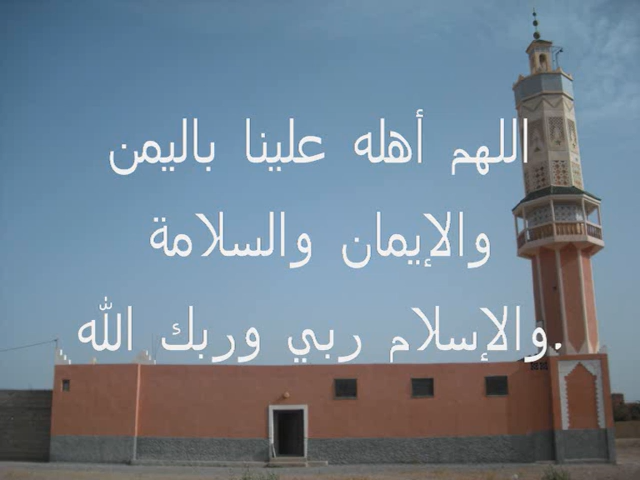 اللهم أهله علينا باليمن
والإيمان والسلامة
والإسلام ربي وربك الله.